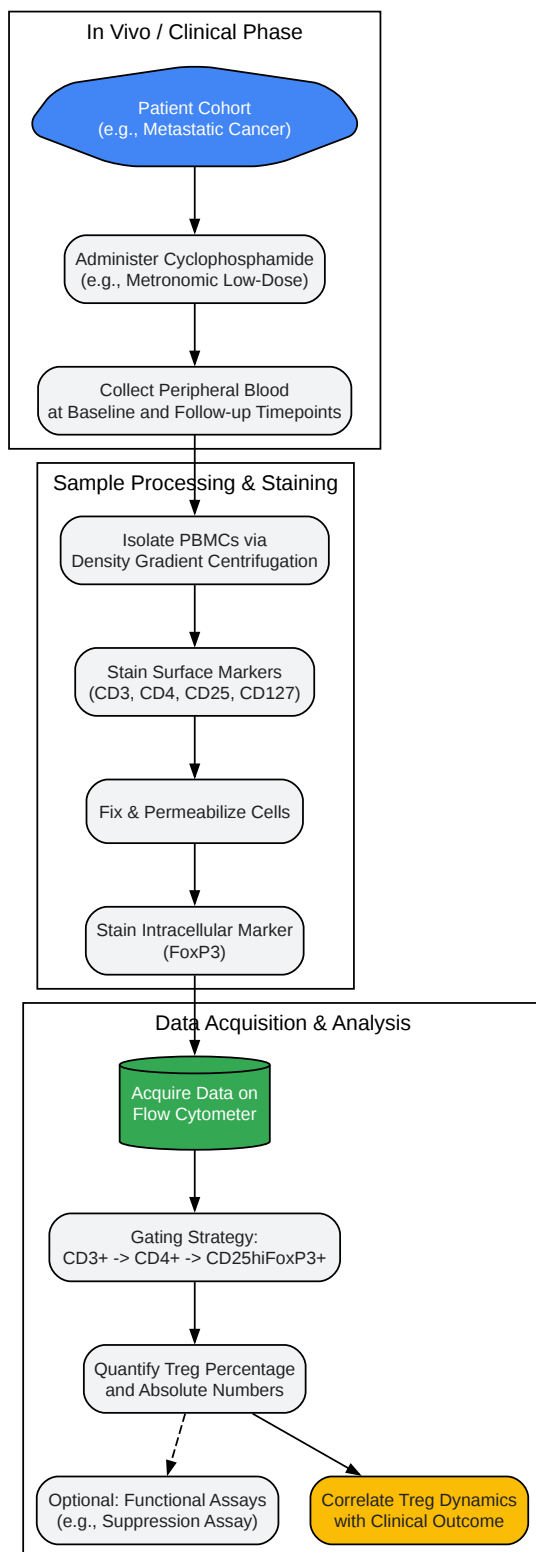 In Vivo / Clinical Phase
Patient Cohort
(e.g., Metastatic Cancer)
Administer Cyclophosphamide
(e.g., Metronomic Low-Dose)
Collect Peripheral Blood
at Baseline and Follow-up Timepoints
Sample Processing & Staining
Isolate PBMCs via
Density Gradient Centrifugation
Stain Surface Markers
(CD3, CD4, CD25, CD127)
Fix & Permeabilize Cells
Stain Intracellular Marker
(FoxP3)
Data Acquisition & Analysis
Acquire Data on
Flow Cytometer
Gating Strategy:
CD3+ -> CD4+ -> CD25hiFoxP3+
Quantify Treg Percentage
and Absolute Numbers
Optional: Functional Assays
(e.g., Suppression Assay)
Correlate Treg Dynamics
with Clinical Outcome